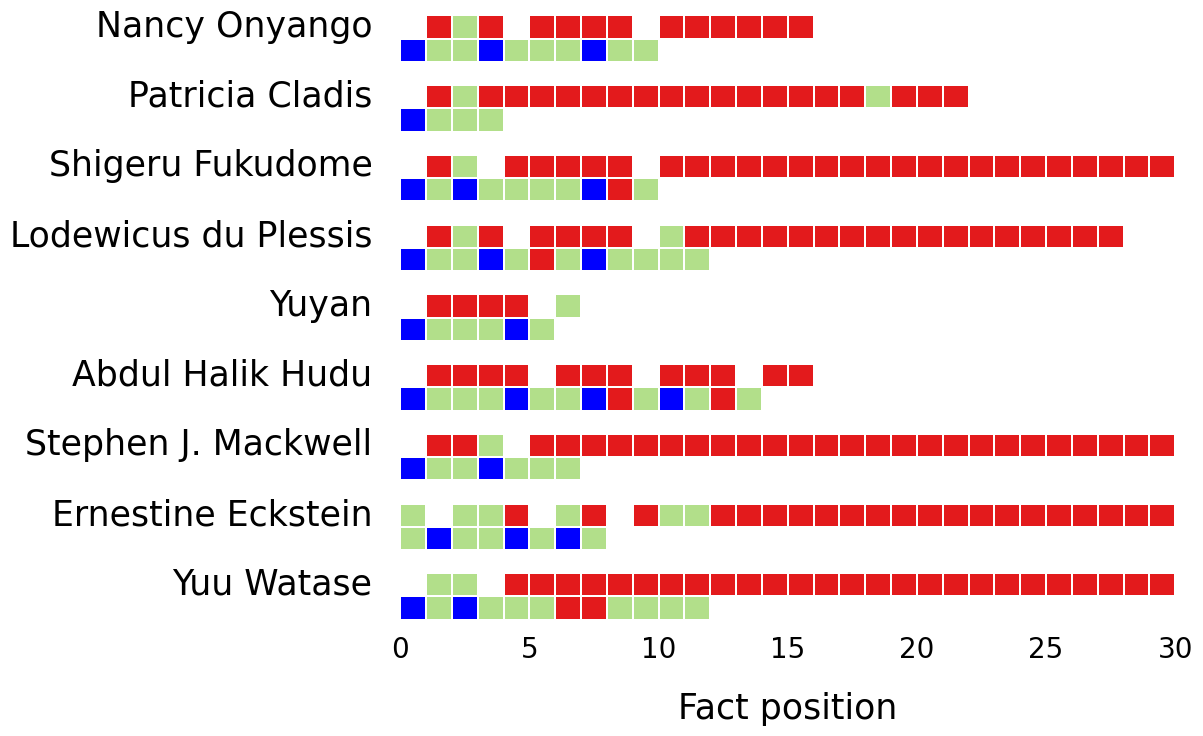 Nancy Onyango
Patricia Cladis
Shigeru Fukudome
Lodewicus du Plessis
Yuyan
Abdul Halik Hudu
Stephen J. Mackwell
Ernestine Eckstein
Yuu Watase
0 5 10 15 20 25 30
Fact position